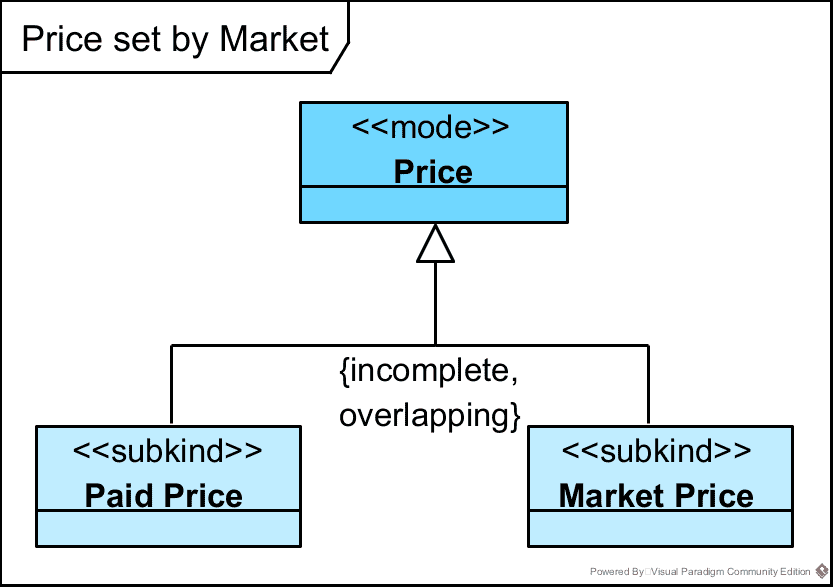 Price set by Market
<<mode>>
Price
{incomplete,
overlapping}
<<subkind>>
Paid Price
<<subkind>>
Market Price
Powered By Visual Paradigm Community Edition